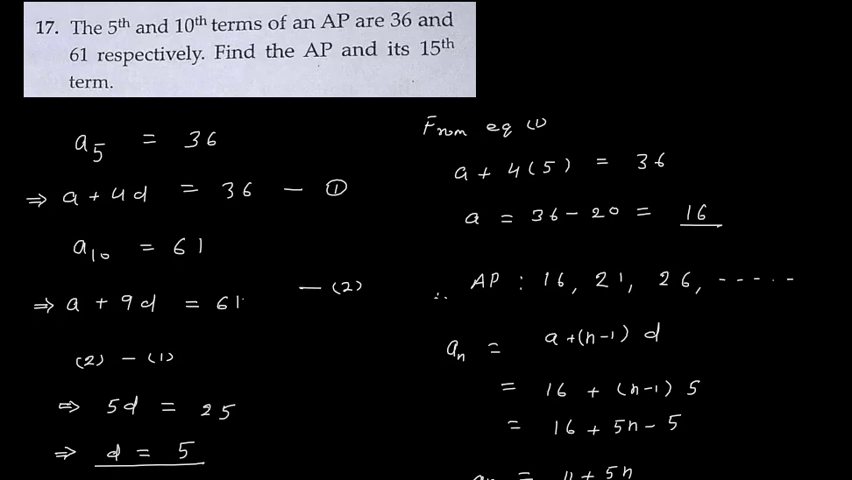 17. The 5th and 10th terms of an AP are 36 and
61 respectively. Find the AP and its 15th
term.
a5 = 36
⇒ a + 4d = 36 — ①
a10 = 61
⇒ a + 9d = 61 — (2)
(2) – (1)
⇒ 5d = 25
⇒ d = 5
From eq (1)
a + 4(5) = 36
a = 36 – 20 = 16
∴ AP : 16, 21, 26, -----
an = a+(n–1) d
= 16 + (n–1) 5
= 16 + 5n – 5
an = 11 + 5n